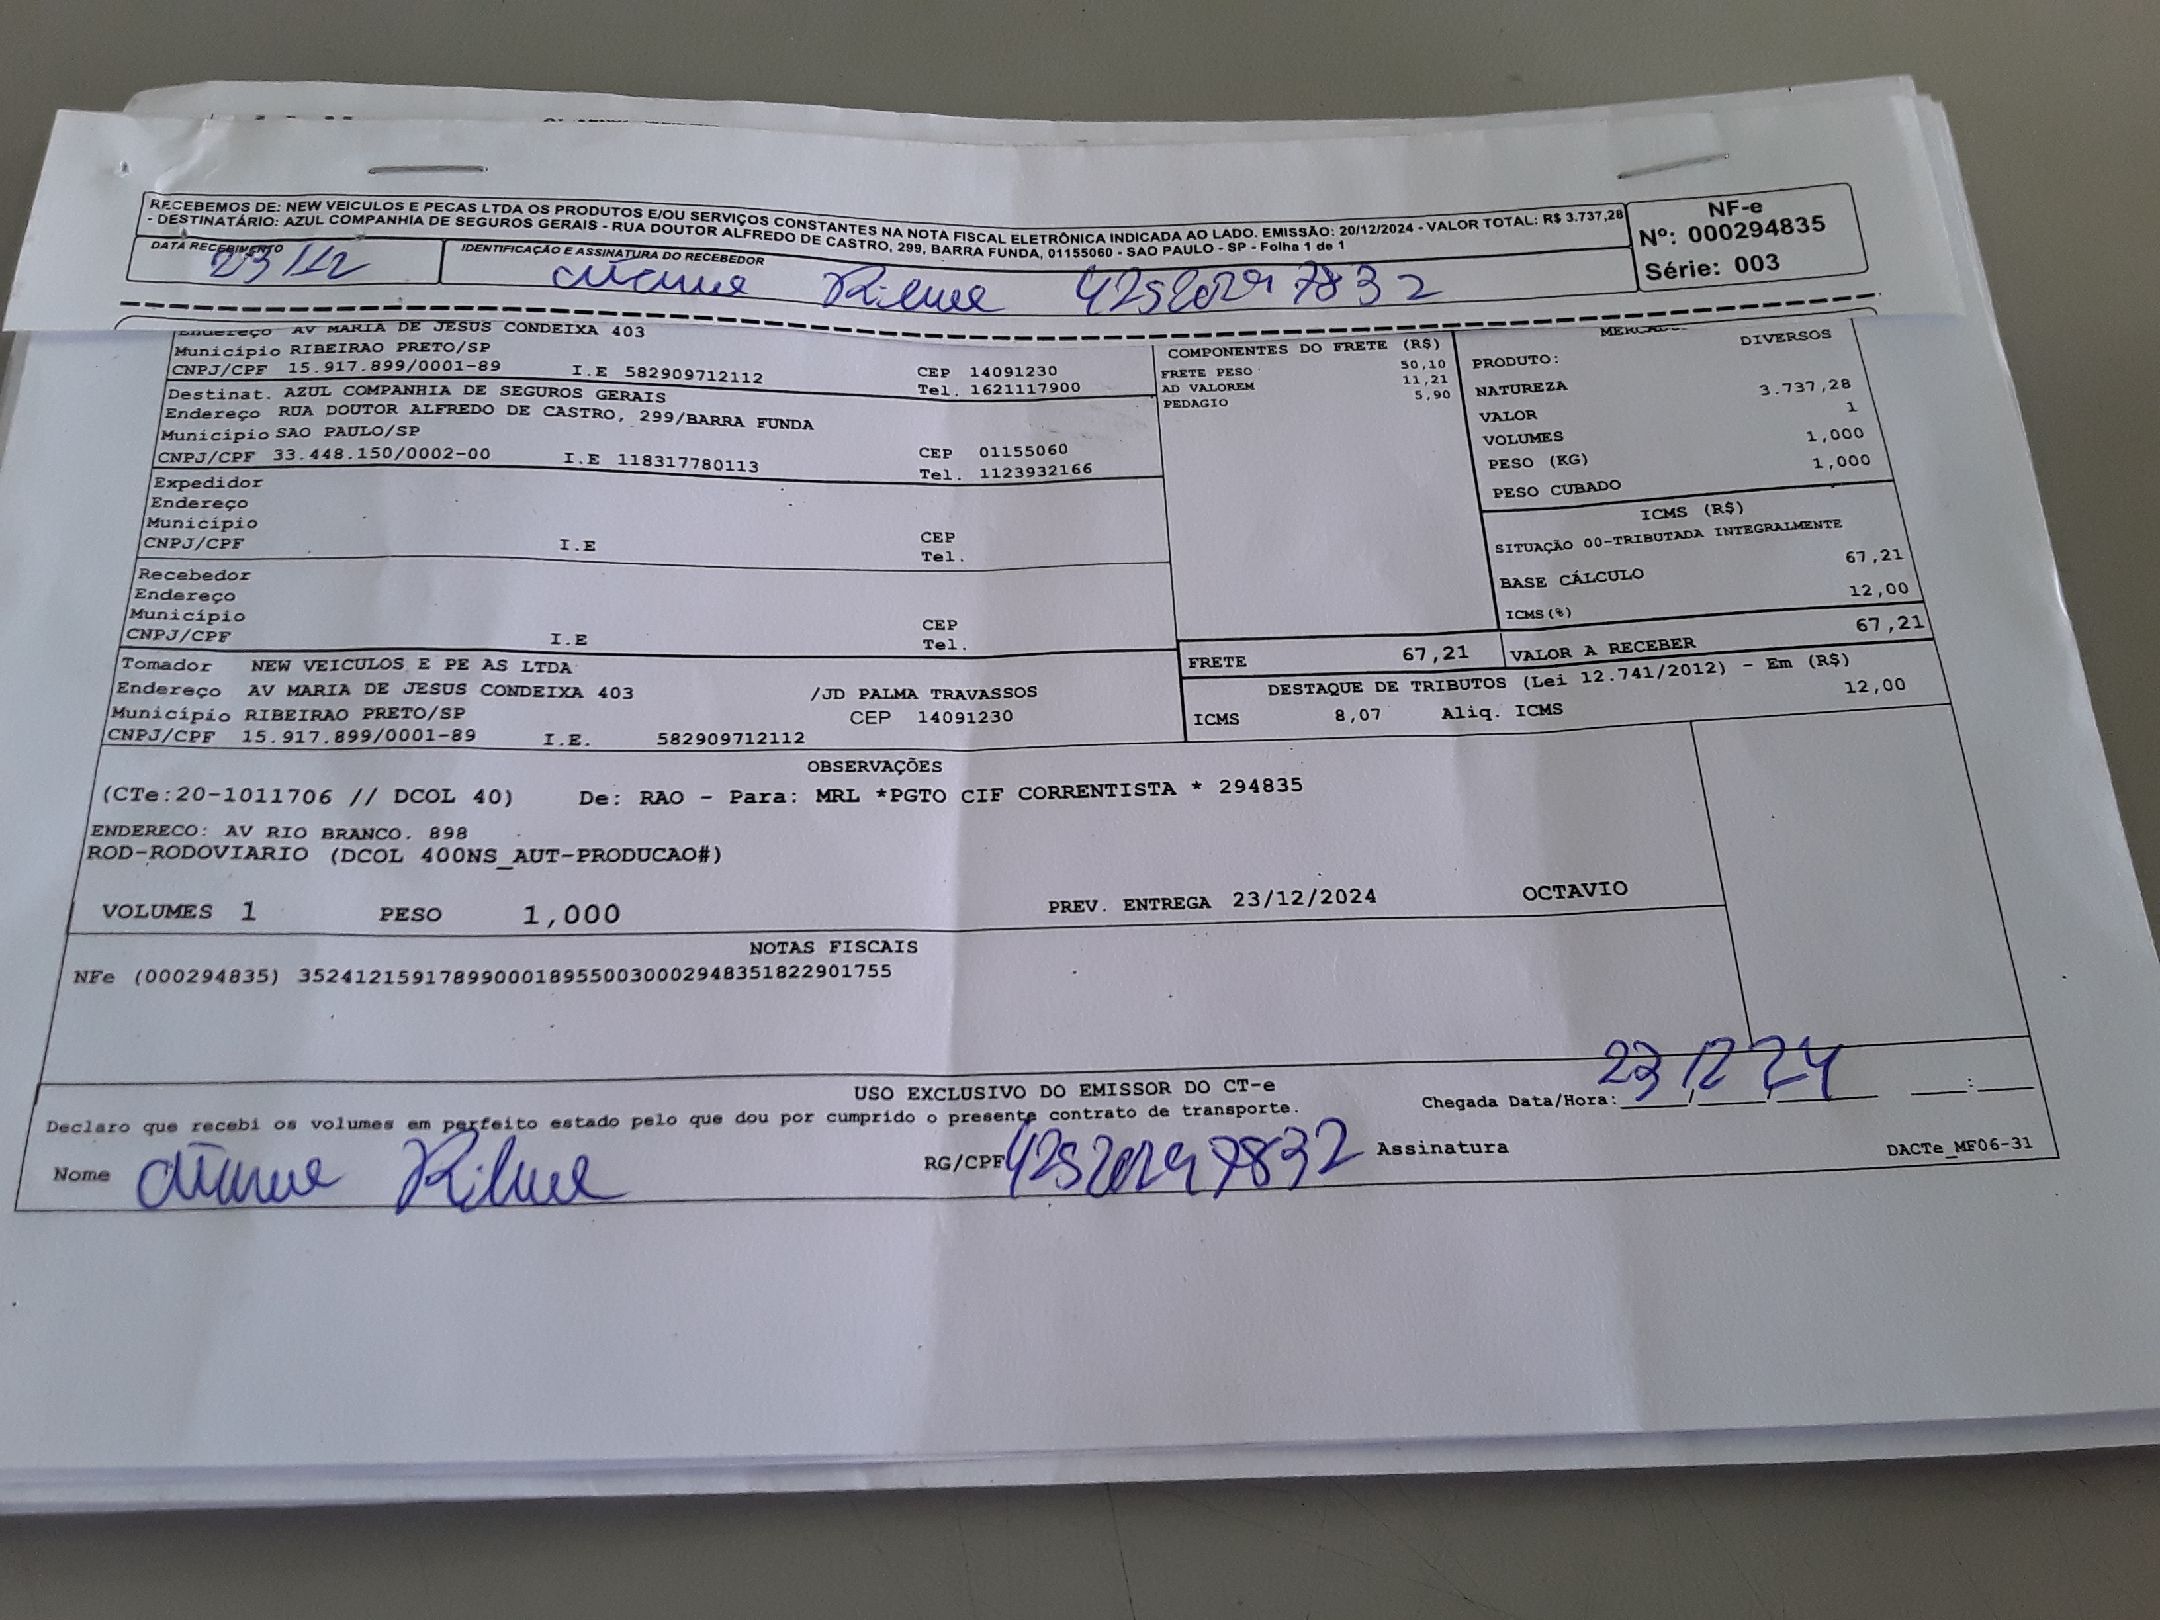 RECEBEMOS DE: NEW VEICULOS E PECAS LTDA OS PRODUTOS E/OU SERVIÇOS CONSTANTES NA NOTA FISCAL ELETRÔNICA INDICADA AO LADO. EMISSÃO: 20/12/2024 - VALOR TOTAL: R$ 3.737,28
- DESTINATÁRIO: AZUL COMPANHIA DE SEGUROS GERAIS - RUA DOUTOR ALFREDO DE CASTRO, 299, BARRA FUNDA, 01155060 - SAO PAULO - SP - Folha 1 de 1
NF-e
Nº: 000294835
Série: 003
DATA RECEBIMENTO
23/12
IDENTIFICAÇÃO E ASSINATURA DO RECEBEDOR
Endereço AV MARIA DE JESUS CONDEIXA 403
Município RIBEIRAO PRETO/SP
CNPJ/CPF 15.917.899/0001-89 I.E 582909712112
CEP 14091230
Tel. 1621117900
Destinat. AZUL COMPANHIA DE SEGUROS GERAIS
Endereço RUA DOUTOR ALFREDO DE CASTRO, 299/BARRA FUNDA
Município SAO PAULO/SP
CNPJ/CPF 33.448.150/0002-00 I.E 118317780113
CEP 01155060
Tel. 1123932166
Expedidor
Endereço
Município
CNPJ/CPF I.E
CEP
Tel.
Recebedor
Endereço
Município
CNPJ/CPF I.E
CEP
Tel.
Tomador NEW VEICULOS E PE AS LTDA
Endereço AV MARIA DE JESUS CONDEIXA 403 /JD PALMA TRAVASSOS
Município RIBEIRAO PRETO/SP CEP 14091230
CNPJ/CPF 15.917.899/0001-89 I.E. 582909712112
COMPONENTES DO FRETE (R$)
FRETE PESO 50,10
AD VALOREM 11,21
PEDAGIO 5,90
PRODUTO: DIVERSOS
NATUREZA
VALOR 3.737,28
VOLUMES 1
PESO (KG) 1,000
PESO CUBADO 1,000
ICMS (R$)
SITUAÇÃO 00-TRIBUTADA INTEGRALMENTE
BASE CÁLCULO 67,21
ICMS(%) 12,00
FRETE 67,21 VALOR A RECEBER 67,21
DESTAQUE DE TRIBUTOS (Lei 12.741/2012) - Em (R$)
ICMS 8,07 Aliq. ICMS 12,00
OBSERVAÇÕES
(CTe:20-1011706 // DCOL 40) De: RAO - Para: MRL *PGTO CIF CORRENTISTA * 294835
ENDERECO: AV RIO BRANCO. 898
ROD-RODOVIARIO (DCOL 400NS_AUT-PRODUCAO#)
VOLUMES 1 PESO 1,000 PREV. ENTREGA 23/12/2024 OCTAVIO
NOTAS FISCAIS
NFe (000294835) 35241215917899000189550030002948351822901755
USO EXCLUSIVO DO EMISSOR DO CT-e
Declaro que recebi os volumes em perfeito estado pelo que dou por cumprido o presente contrato de transporte.
Chegada Data/Hora: 23 12 24 :
Nome
RG/CPF
Assinatura
DACTe_MF06-31